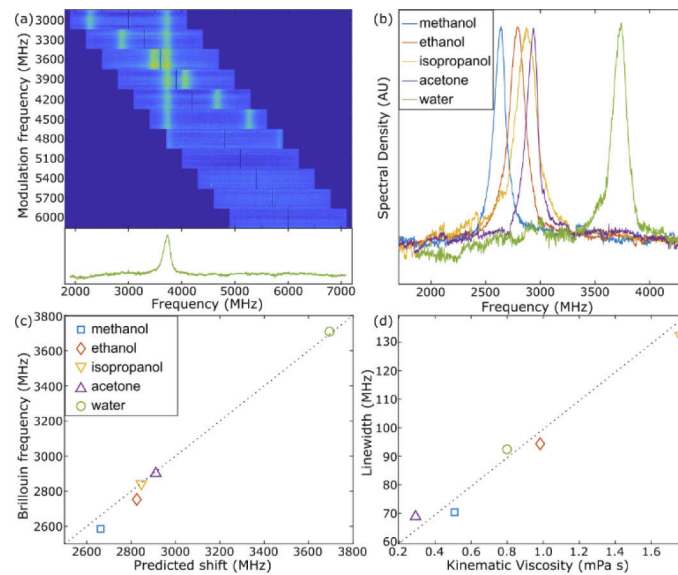 (a)
Modulation frequency (MHz)
3000
3300
3600
3900
4200
4500
4800
5100
5400
5700
6000
2000 3000 4000 5000 6000 7000
Frequency (MHz)
(b)
methanol
ethanol
isopropanol
acetone
water
Spectral Density (AU)
2000 3000 4000
Frequency (MHz)
(c)
methanol
ethanol
isopropanol
acetone
water
Brillouin frequency (MHz)
3800
3600
3400
3200
3000
2800
2600
2600 2800 3000 3200 3400 3600 3800
Predicted shift (MHz)
(d)
Linewidth (MHz)
130
120
110
100
90
80
70
60
0.2 0.4 0.6 0.8 1.0 1.2 1.4 1.6
Kinematic Viscosity (mPa s)